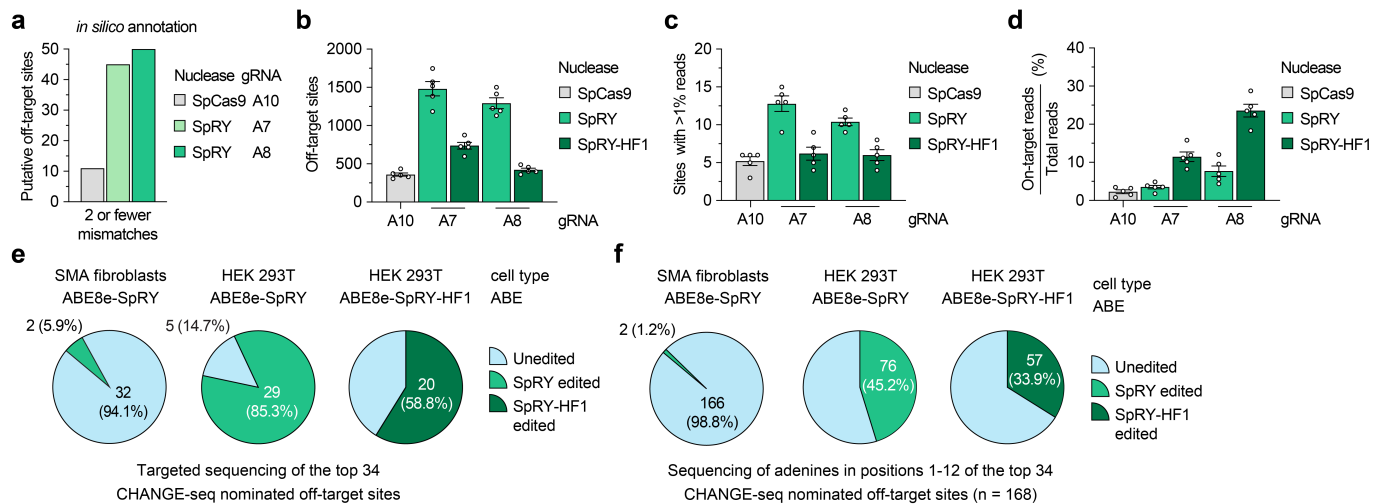 a
in silico annotation
Putative off-target sites
50
40
30
20
10
0
2 or fewer
mismatches
Nuclease gRNA
SpCas9 A10
SpRY A7
SpRY A8
b
Off-target sites
2000
1500
1000
500
0
A10 A7 A8 gRNA
Nuclease
SpCas9
SpRY
SpRY-HF1
c
Sites with >1% reads
20
15
10
5
0
A10 A7 A8 gRNA
Nuclease
SpCas9
SpRY
SpRY-HF1
d
On-target reads
Total reads
(%)
40
30
20
10
0
A10 A7 A8 gRNA
Nuclease
SpCas9
SpRY
SpRY-HF1
e
SMA fibroblasts
ABE8e-SpRY
HEK 293T
ABE8e-SpRY
HEK 293T
ABE8e-SpRY-HF1
cell type
ABE
2 (5.9%)
32
(94.1%)
5 (14.7%)
29
(85.3%)
20
(58.8%)
Unedited
SpRY edited
SpRY-HF1
edited
Targeted sequencing of the top 34
CHANGE-seq nominated off-target sites
f
SMA fibroblasts
ABE8e-SpRY
HEK 293T
ABE8e-SpRY
HEK 293T
ABE8e-SpRY-HF1
cell type
ABE
2 (1.2%)
166
(98.8%)
76
(45.2%)
57
(33.9%)
Unedited
SpRY edited
SpRY-HF1
edited
Sequencing of adenines in positions 1-12 of the top 34
CHANGE-seq nominated off-target sites (n = 168)